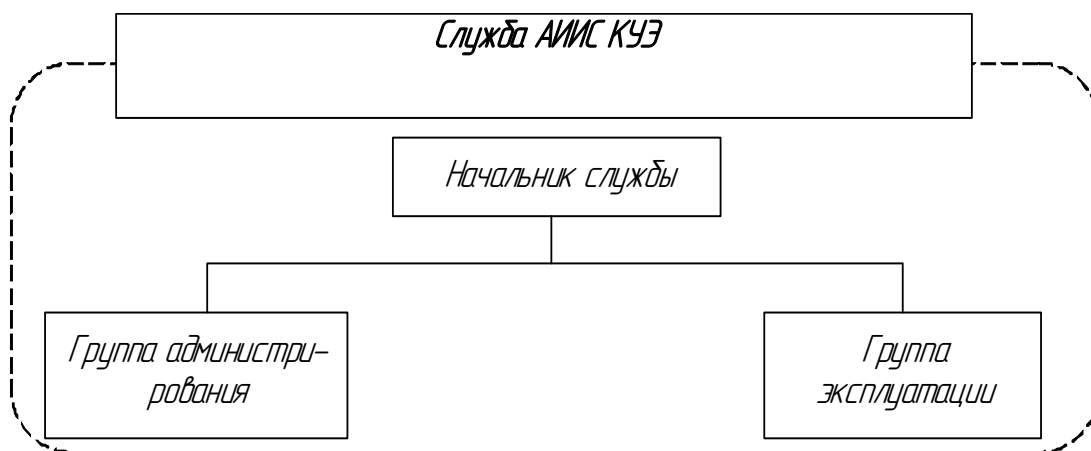 Служба АИИС КУЭ
Начальник службы
Группа администри-
рования
Группа
эксплуатации